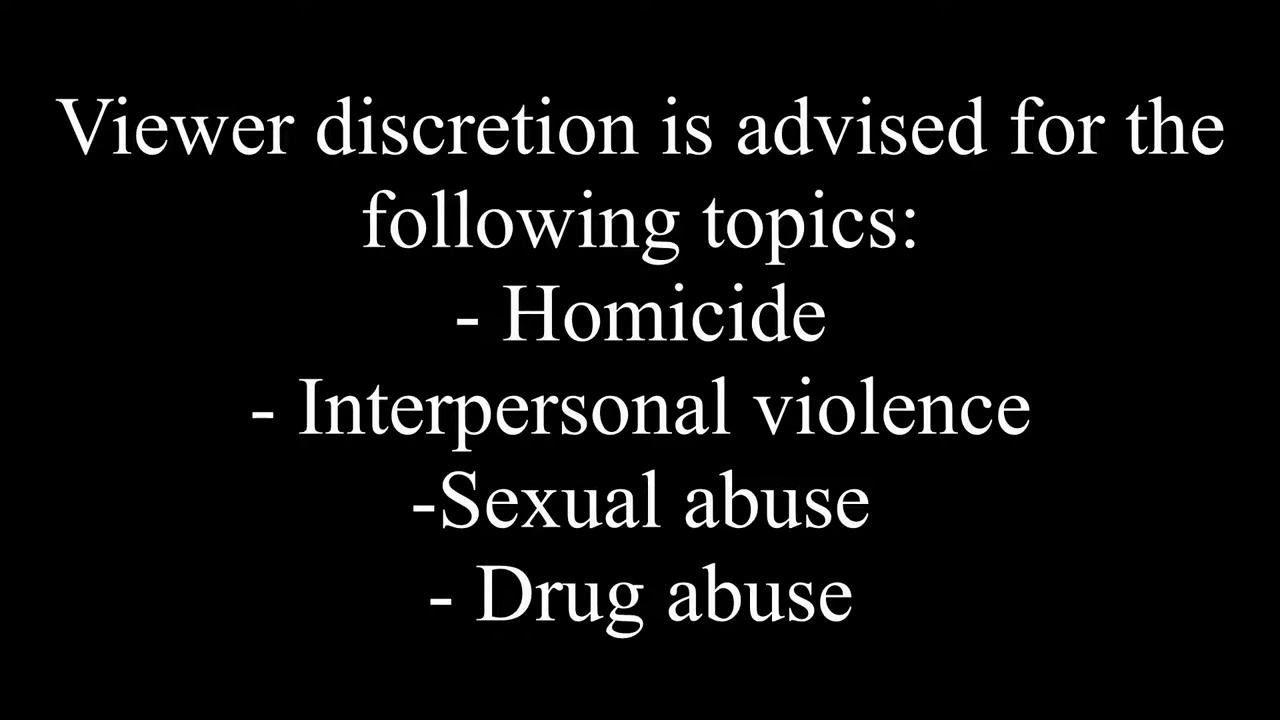 Viewer discretion is advised for the
following topics:
- Homicide
- Interpersonal violence
-Sexual abuse
- Drug abuse